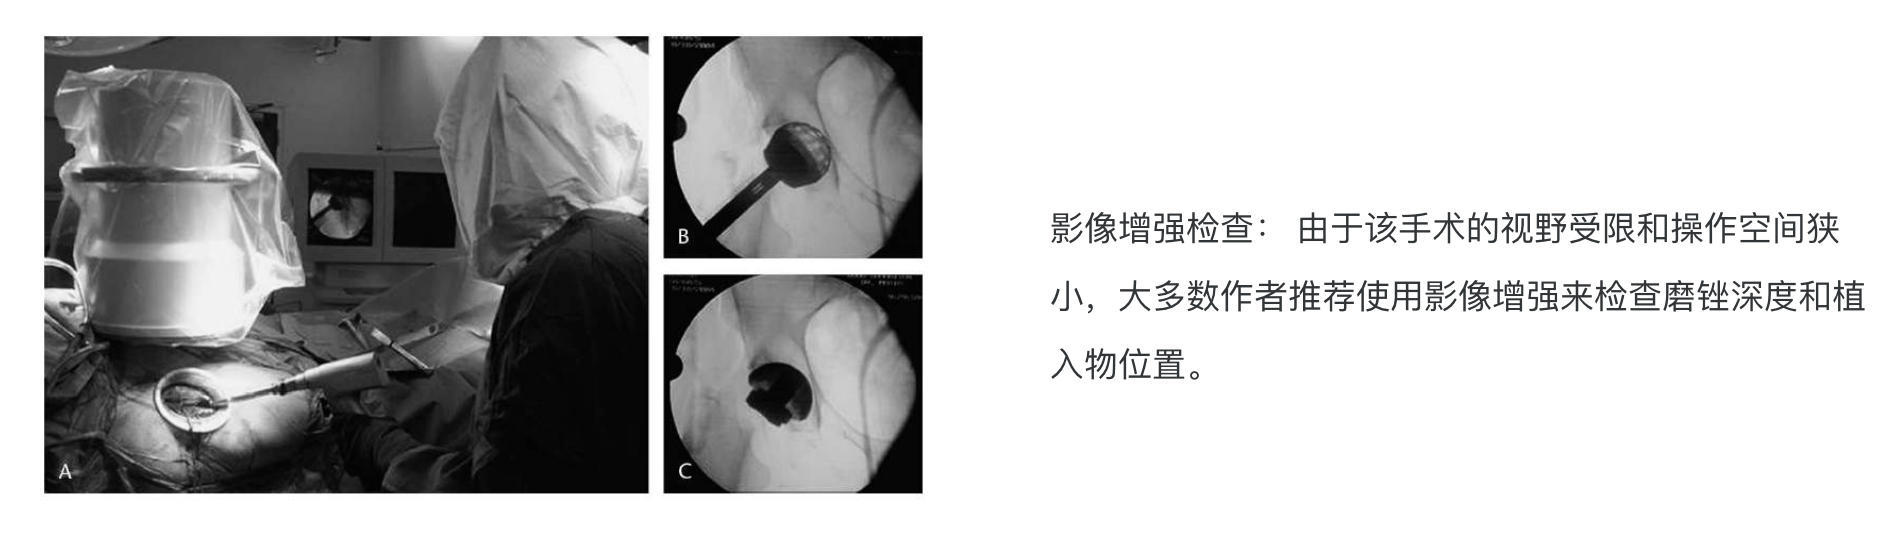 A
B
C
影像增强检查： 由于该手术的视野受限和操作空间狭
小，大多数作者推荐使用影像增强来检查磨锉深度和植
入物位置。